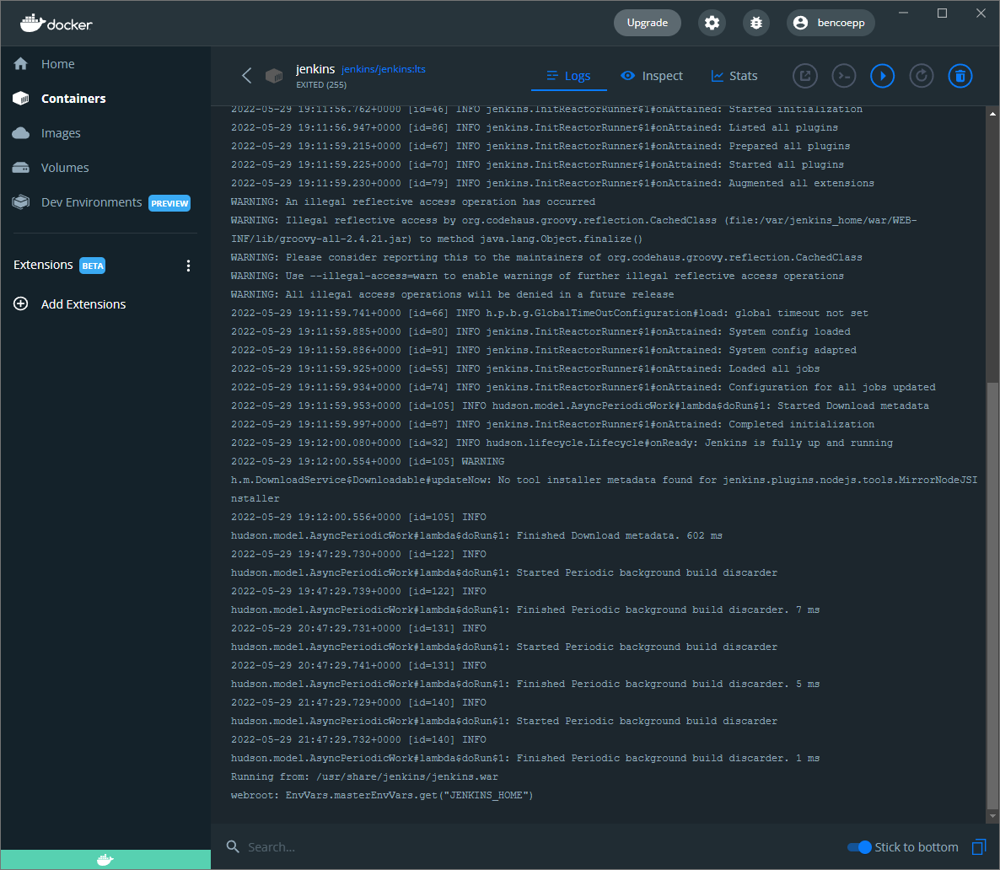 docker
Upgrade
bencoepp
Home
Containers
Images
Volumes
Dev Environments PREVIEW
Extensions BETA
Add Extensions
jenkins jenkins/jenkins:lts
EXITED (255)
Logs
Inspect
Stats
2022-05-29 19:11:56.762+0000 [id=46] INFO jenkins.InitReactorRunner$1#onAttained: Started initialization
2022-05-29 19:11:56.947+0000 [id=86] INFO jenkins.InitReactorRunner$1#onAttained: Listed all plugins
2022-05-29 19:11:59.215+0000 [id=67] INFO jenkins.InitReactorRunner$1#onAttained: Prepared all plugins
2022-05-29 19:11:59.225+0000 [id=70] INFO jenkins.InitReactorRunner$1#onAttained: Started all plugins
2022-05-29 19:11:59.230+0000 [id=79] INFO jenkins.InitReactorRunner$1#onAttained: Augmented all extensions
WARNING: An illegal reflective access operation has occurred
WARNING: Illegal reflective access by org.codehaus.groovy.reflection.CachedClass (file:/var/jenkins_home/war/WEB-
INF/lib/groovy-all-2.4.21.jar) to method java.lang.Object.finalize()
WARNING: Please consider reporting this to the maintainers of org.codehaus.groovy.reflection.CachedClass
WARNING: Use --illegal-access=warn to enable warnings of further illegal reflective access operations
WARNING: All illegal access operations will be denied in a future release
2022-05-29 19:11:59.741+0000 [id=66] INFO h.p.b.g.GlobalTimeOutConfiguration#load: global timeout not set
2022-05-29 19:11:59.885+0000 [id=80] INFO jenkins.InitReactorRunner$1#onAttained: System config loaded
2022-05-29 19:11:59.886+0000 [id=91] INFO jenkins.InitReactorRunner$1#onAttained: System config adapted
2022-05-29 19:11:59.925+0000 [id=55] INFO jenkins.InitReactorRunner$1#onAttained: Loaded all jobs
2022-05-29 19:11:59.934+0000 [id=74] INFO jenkins.InitReactorRunner$1#onAttained: Configuration for all jobs updated
2022-05-29 19:11:59.953+0000 [id=105] INFO hudson.model.AsyncPeriodicWork#lambda$doRun$1: Started Download metadata
2022-05-29 19:11:59.997+0000 [id=87] INFO jenkins.InitReactorRunner$1#onAttained: Completed initialization
2022-05-29 19:12:00.080+0000 [id=32] INFO hudson.lifecycle.Lifecycle#onReady: Jenkins is fully up and running
2022-05-29 19:12:00.554+0000 [id=105] WARNING
h.m.DownloadService$Downloadable#updateNow: No tool installer metadata found for jenkins.plugins.nodejs.tools.MirrorNodeJSI
nstaller
2022-05-29 19:12:00.556+0000 [id=105] INFO
hudson.model.AsyncPeriodicWork#lambda$doRun$1: Finished Download metadata. 602 ms
2022-05-29 19:47:29.730+0000 [id=122] INFO
hudson.model.AsyncPeriodicWork#lambda$doRun$1: Started Periodic background build discarder
2022-05-29 19:47:29.739+0000 [id=122] INFO
hudson.model.AsyncPeriodicWork#lambda$doRun$1: Finished Periodic background build discarder. 7 ms
2022-05-29 20:47:29.731+0000 [id=131] INFO
hudson.model.AsyncPeriodicWork#lambda$doRun$1: Started Periodic background build discarder
2022-05-29 20:47:29.741+0000 [id=131] INFO
hudson.model.AsyncPeriodicWork#lambda$doRun$1: Finished Periodic background build discarder. 5 ms
2022-05-29 21:47:29.729+0000 [id=140] INFO
hudson.model.AsyncPeriodicWork#lambda$doRun$1: Started Periodic background build discarder
2022-05-29 21:47:29.732+0000 [id=140] INFO
hudson.model.AsyncPeriodicWork#lambda$doRun$1: Finished Periodic background build discarder. 1 ms
Running from: /usr/share/jenkins/jenkins.war
webroot: EnvVars.masterEnvVars.get("JENKINS_HOME")
Search...
Stick to bottom